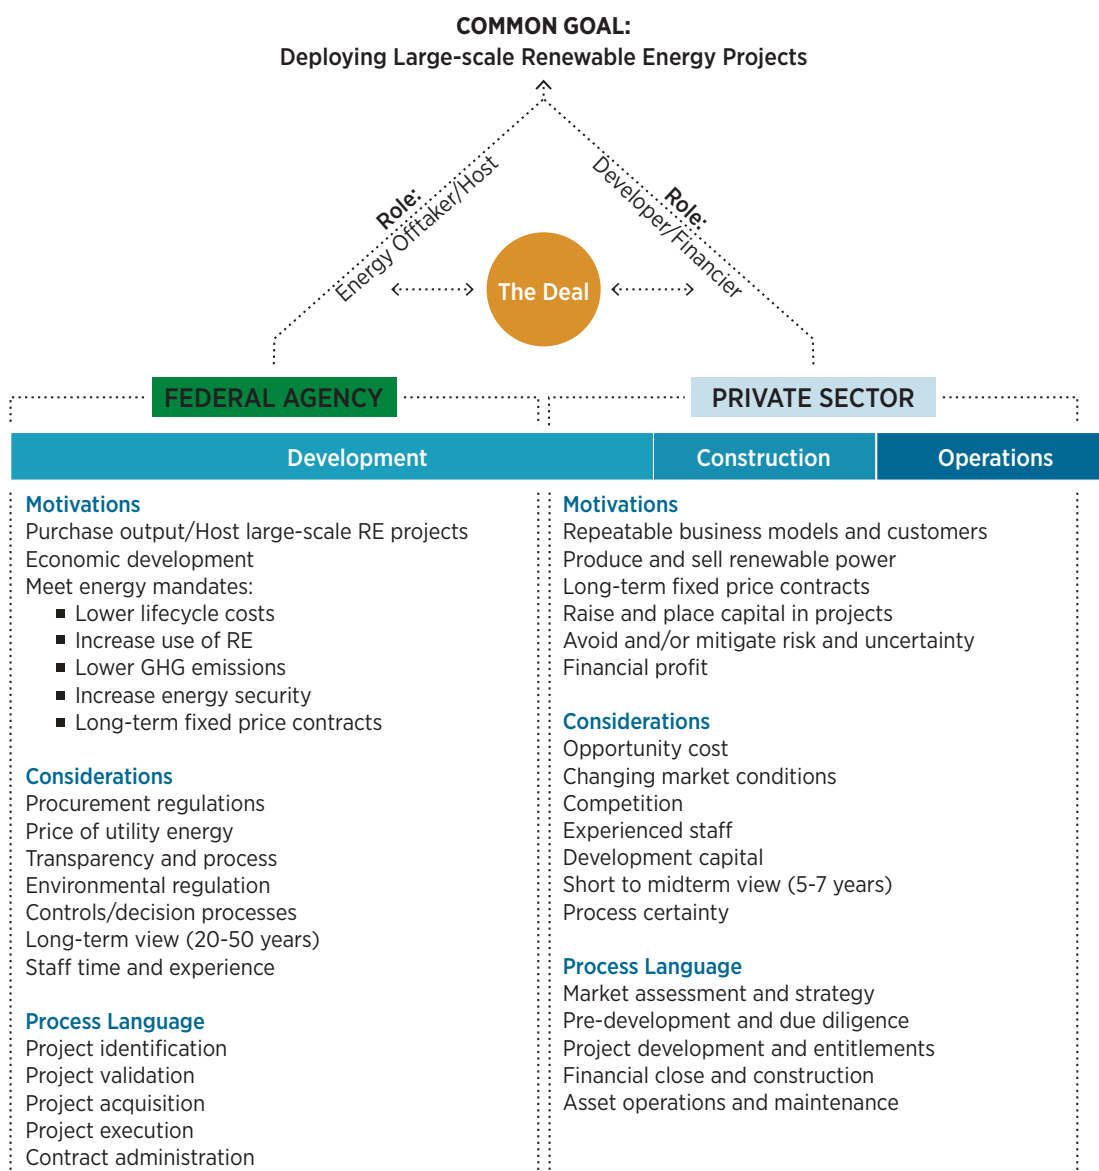 COMMON GOAL:
Deploying Large-scale Renewable Energy Projects
Role:
Energy Offtaker/Host
Role:
Developer/Financier
The Deal
FEDERAL AGENCY
PRIVATE SECTOR
Development
Construction
Operations
Motivations
Purchase output/Host large-scale RE projects
Economic development
Meet energy mandates:
Lower lifecycle costs
Increase use of RE
Lower GHG emissions
Increase energy security
Long-term fixed price contracts
Considerations
Procurement regulations
Price of utility energy
Transparency and process
Environmental regulation
Controls/decision processes
Long-term view (20-50 years)
Staff time and experience
Process Language
Project identification
Project validation
Project acquisition
Project execution
Contract administration
Motivations
Repeatable business models and customers
Produce and sell renewable power
Long-term fixed price contracts
Raise and place capital in projects
Avoid and/or mitigate risk and uncertainty
Financial profit
Considerations
Opportunity cost
Changing market conditions
Competition
Experienced staff
Development capital
Short to midterm view (5-7 years)
Process certainty
Process Language
Market assessment and strategy
Pre-development and due diligence
Project development and entitlements
Financial close and construction
Asset operations and maintenance